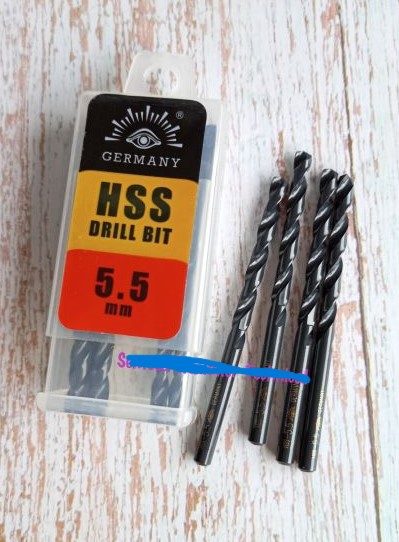 ®
GERMANY
HSS
DRILL BIT
5.5
mm